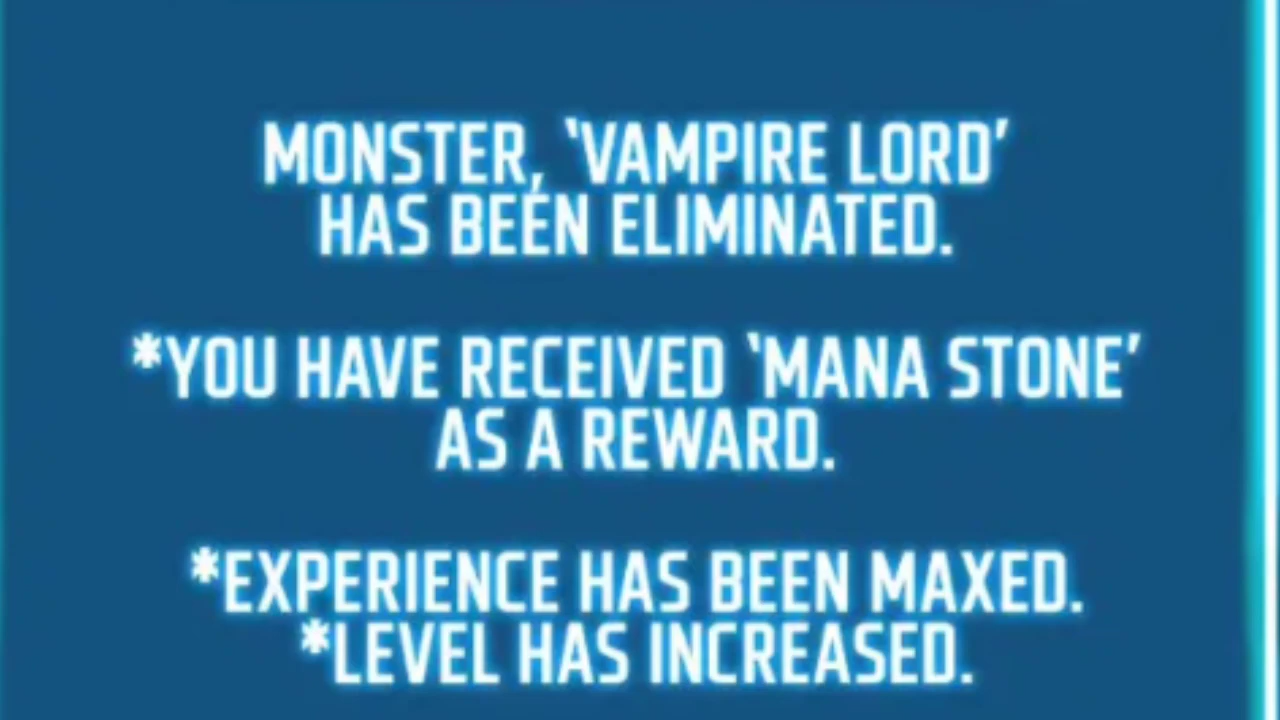 MONSTER, ‘VAMPIRE LORD’
HAS BEEN ELIMINATED.
*YOU HAVE RECEIVED ‘MANA STONE’
AS A REWARD.
*EXPERIENCE HAS BEEN MAXED.
*LEVEL HAS INCREASED.